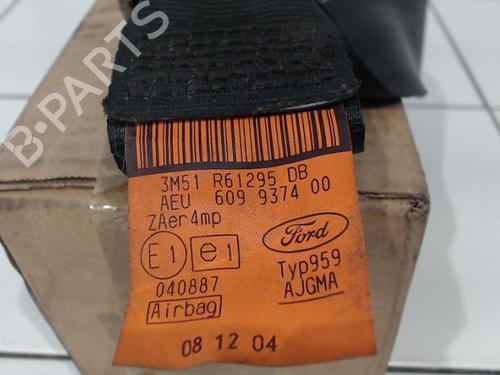 B-PARTS
3M51 R61295 DB
AEU 609 9374 00
ZAer4mp
E1 e1
Ford
040887
Typ959
Airbag
AJGMA
08 12 04